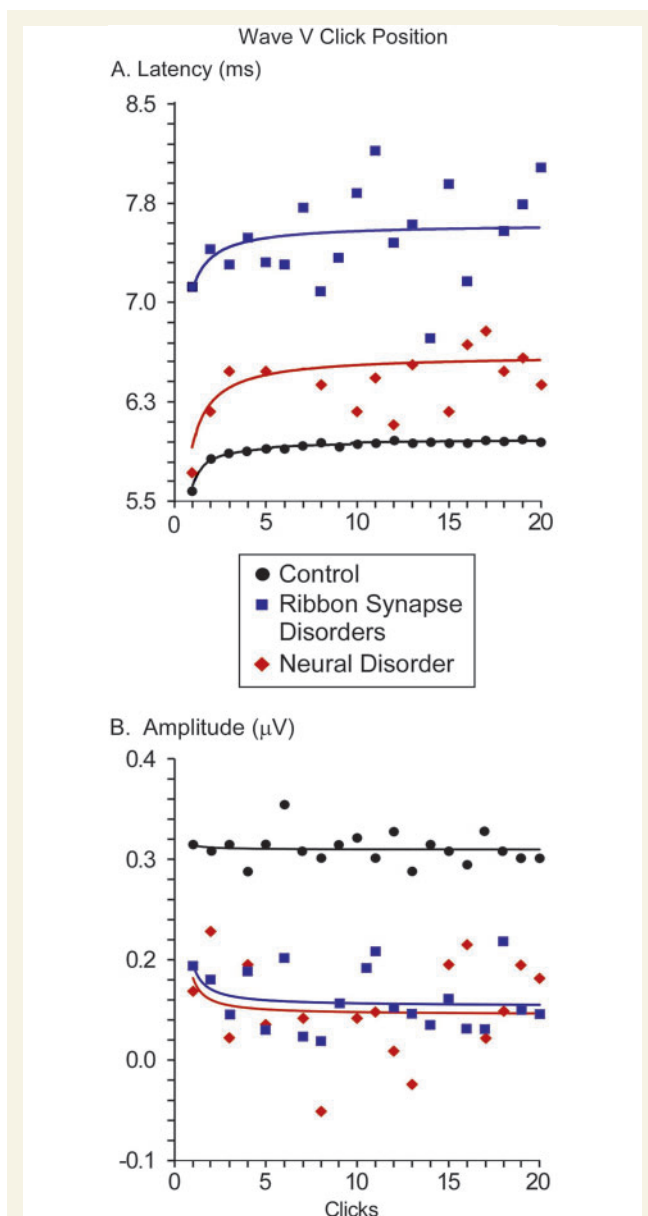 Wave V Click Position
A. Latency (ms)
8.5
7.8
7.0
6.3
5.5
0 5 10 15 20
Control
Ribbon Synapse
Disorders
Neural Disorder
B. Amplitude (μV)
0.4
0.3
0.2
0.0
-0.1
0 5 10 15 20
Clicks